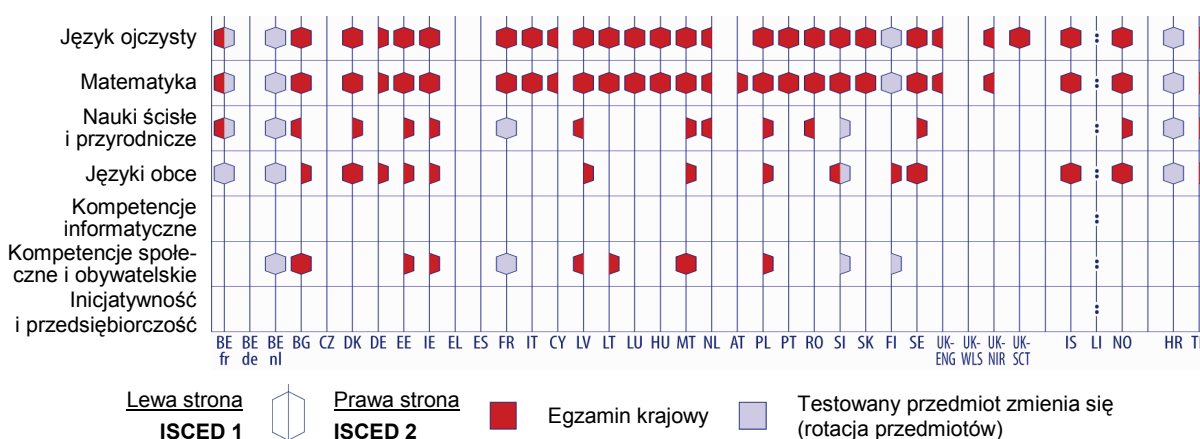 Język ojczysty
Matematyka
Nauki ścisłe
i przyrodnicze
Języki obce
Kompetencje
informatyczne
Kompetencje społe-
czne i obywatelskie
Inicjatywność
i przedsiębiorczość
BE BE BE BG CZ DK DE EE IE EL ES FR IT CY LV LT LU HU MT NL AT PL PT RO SI SK FI SE UK- UK- UK- UK- IS LI NO HR
fr de nl ENG WLS NIR SCT
Lewa strona Prawa strona Egzamin krajowy Testowany przedmiot zmienia się
ISCED 1 ISCED 2 (rotacja przedmiotów)